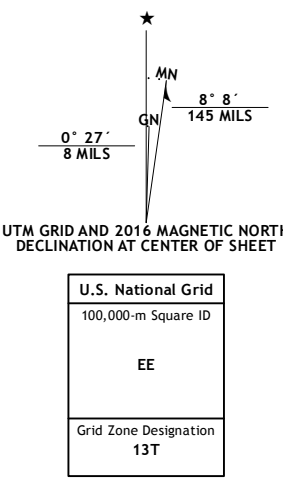 ★
MN
GN
8° 8´
145 MILS
0° 27´
8 MILS
UTM GRID AND 2016 MAGNETIC NORTH
DECLINATION AT CENTER OF SHEET
U.S. National Grid
100,000-m Square ID
EE
Grid Zone Designation
13T